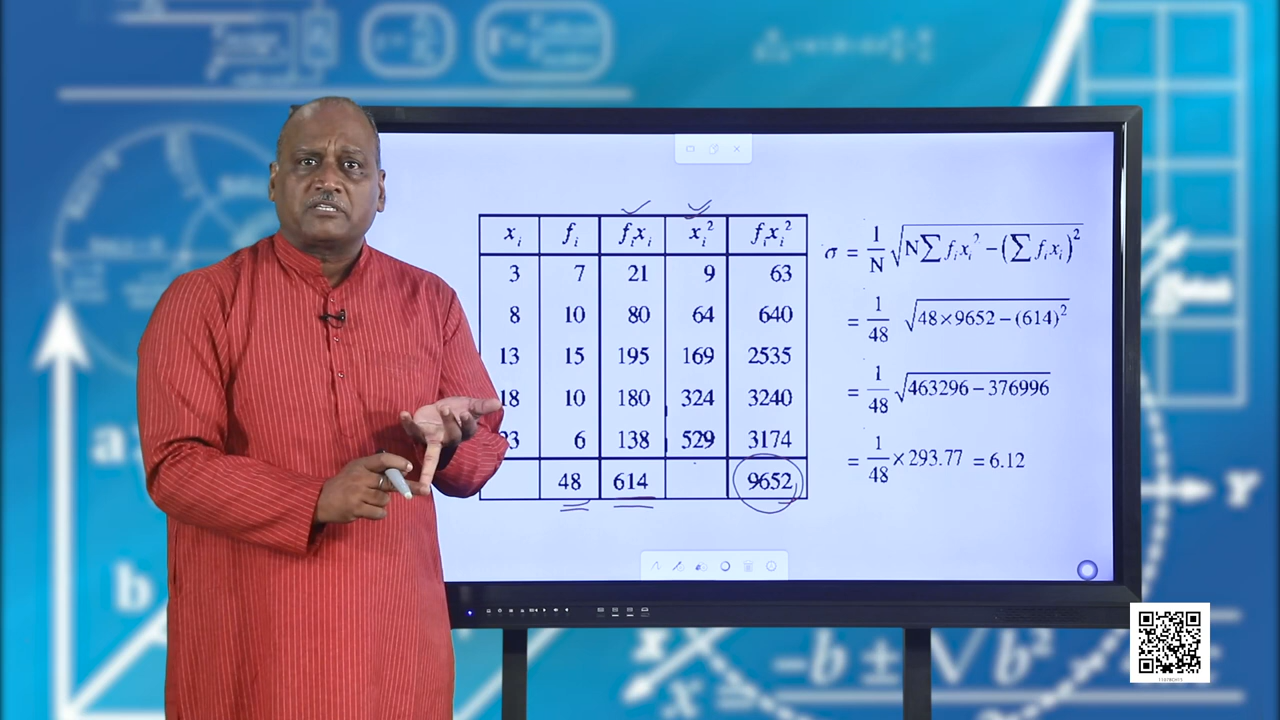 xᵢ fᵢ fᵢxᵢ xᵢ² fᵢxᵢ²
3 7 21 9 63
8 10 80 64 640
13 15 195 169 2535
18 10 180 324 3240
23 6 138 529 3174
48 614 9652
σ = 1/N √(N∑fᵢxᵢ² − (∑fᵢxᵢ)²)
= 1/48 √(48×9652 − (614)²)
= 1/48 √(463296 − 376996)
= 1/48 × 293.77 = 6.12
a
b
Y
X
-b ± √b²
x =